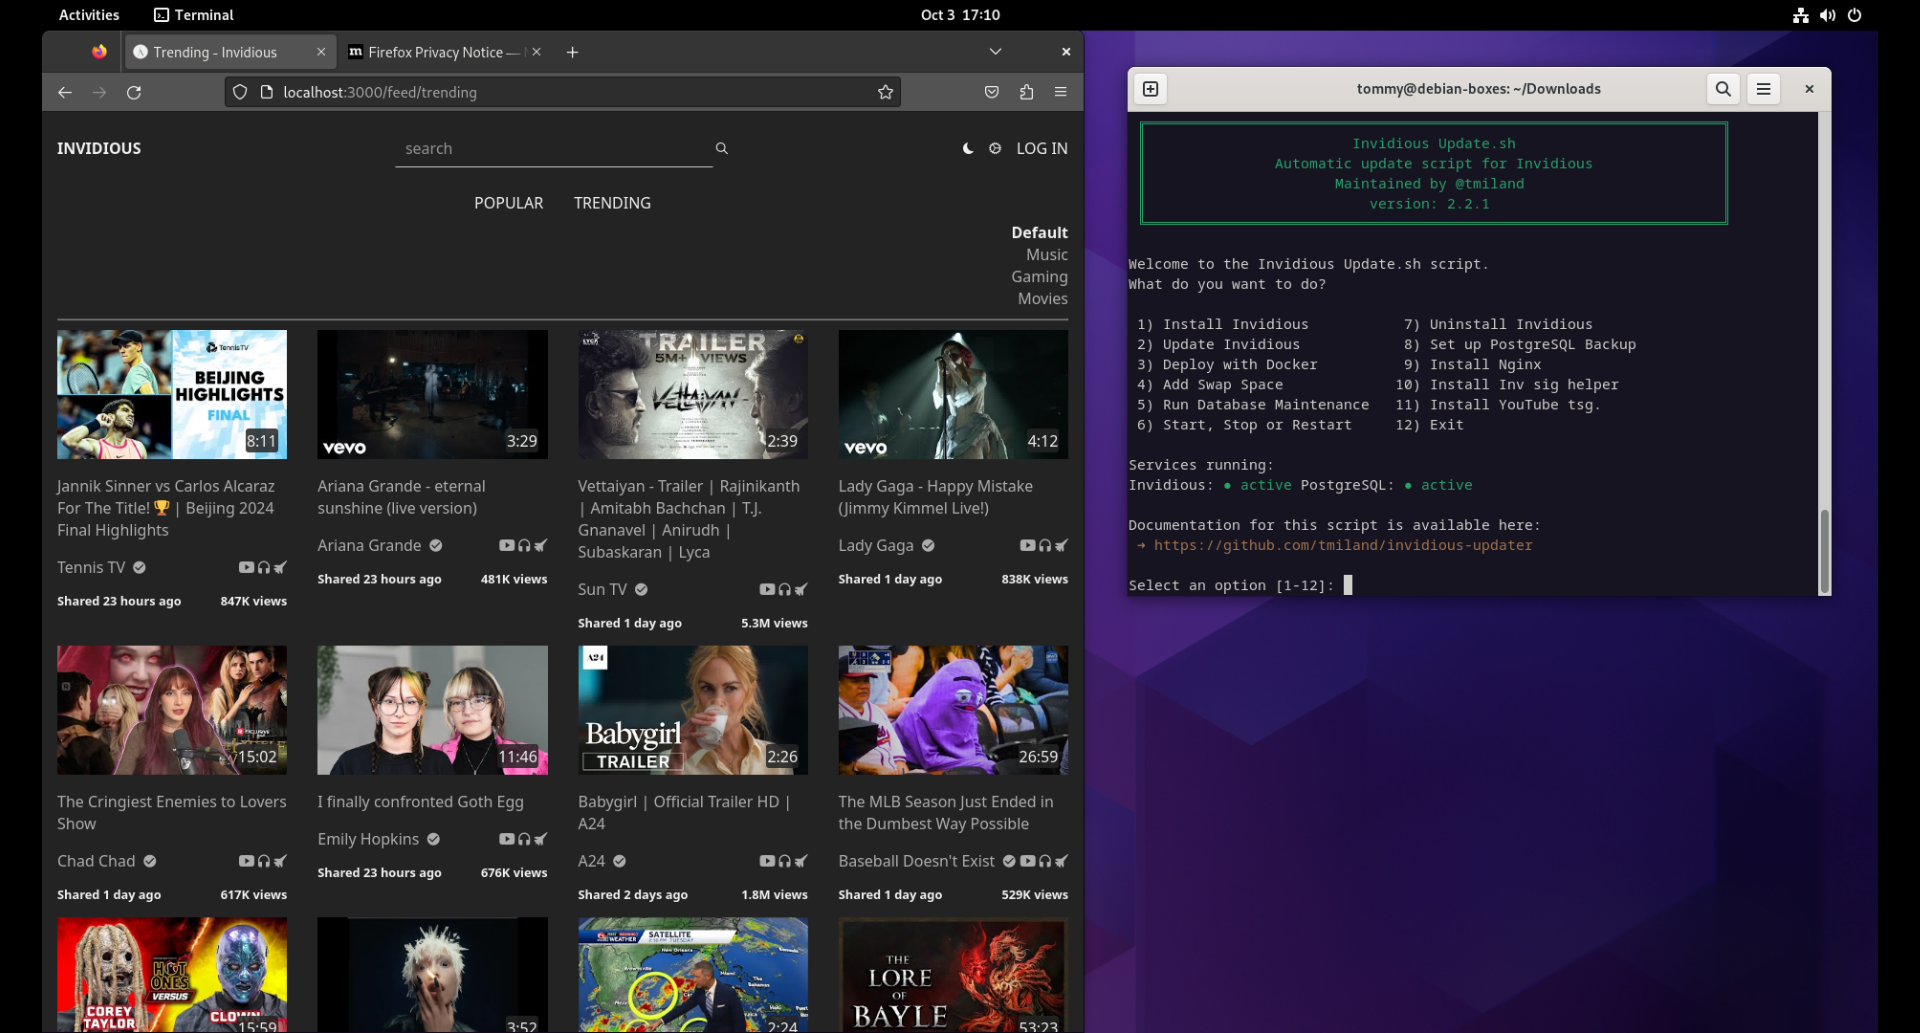 Activities
Terminal
Oct 3 17:10
Trending - Invidious
m
Firefox Privacy Notice —
localhost:3000/feed/trending
INVIDIOUS
search
LOG IN
POPULAR
TRENDING
Default
Music
Gaming
Movies
TennisTV
BEIJING
HIGHLIGHTS
FINAL
8:11
vevo
3:29
TRAILER
5M+ VIEWS
VETTAIYAN
2:39
vevo
4:12
Jannik Sinner vs Carlos Alcaraz
For The Title! 🏆 | Beijing 2024
Final Highlights
Tennis TV
Shared 23 hours ago
847K views
Ariana Grande - eternal
sunshine (live version)
Ariana Grande
Shared 23 hours ago
481K views
Vettaiyan - Trailer | Rajinikanth
| Amitabh Bachchan | T.J.
Gnanavel | Anirudh |
Subaskaran | Lyca
Sun TV
Shared 1 day ago
5.3M views
Lady Gaga - Happy Mistake
(Jimmy Kimmel Live!)
Lady Gaga
Shared 1 day ago
838K views
15:02
11:46
A24
Babygirl
TRAILER
2:26
26:59
The Cringiest Enemies to Lovers
Show
Chad Chad
Shared 1 day ago
617K views
I finally confronted Goth Egg
Emily Hopkins
Shared 23 hours ago
676K views
Babygirl | Official Trailer HD |
A24
A24
Shared 2 days ago
1.8M views
The MLB Season Just Ended in
the Dumbest Way Possible
Baseball Doesn't Exist
Shared 1 day ago
529K views
HOT
ONES
VERSUS
COREY
TAYLOR
CLOWN
15:59
3:52
WEATHER
SATELLITE
2:24
THE
LORE
OF
BAYLE
53:23
tommy@debian-boxes: ~/Downloads
Invidious Update.sh
Automatic update script for Invidious
Maintained by @tmiland
version: 2.2.1
Welcome to the Invidious Update.sh script.
What do you want to do?
1) Install Invidious 7) Uninstall Invidious
2) Update Invidious 8) Set up PostgreSQL Backup
3) Deploy with Docker 9) Install Nginx
4) Add Swap Space 10) Install Inv sig helper
5) Run Database Maintenance 11) Install YouTube tsg.
6) Start, Stop or Restart 12) Exit
Services running:
Invidious: ● active PostgreSQL: ● active
Documentation for this script is available here:
➜ https://github.com/tmiland/invidious-updater
Select an option [1-12]: